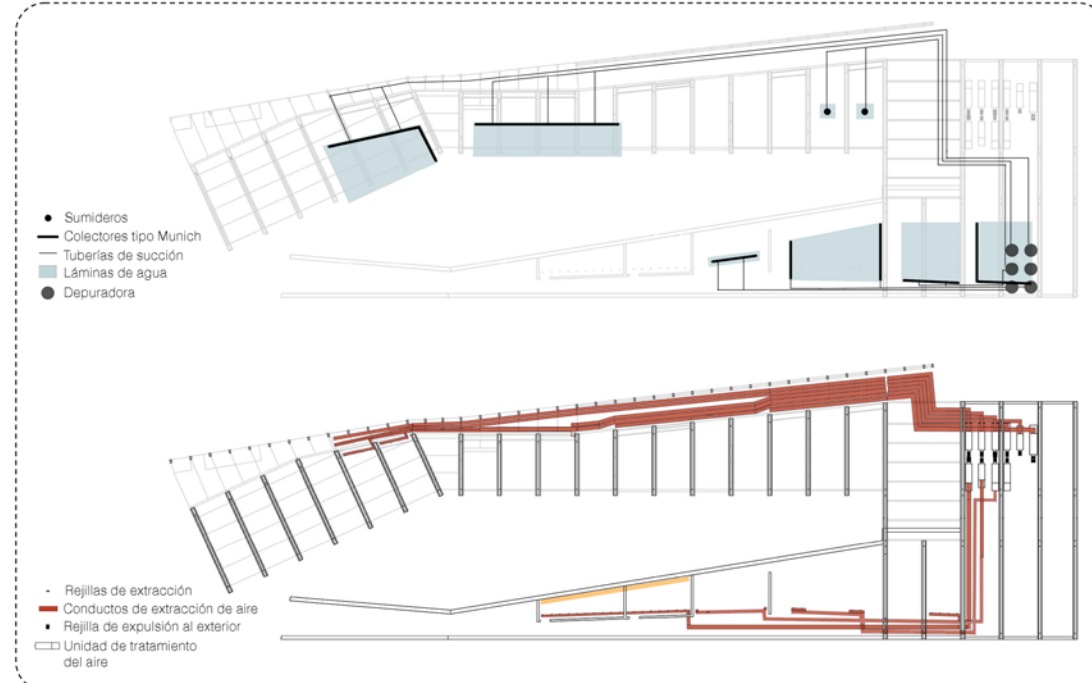 Sumideros
Colectores tipo Munich
Tuberías de succión
Láminas de agua
Depuradora
Rejillas de extracción
Conductos de extracción de aire
Rejilla de expulsión al exterior
Unidad de tratamiento
del aire